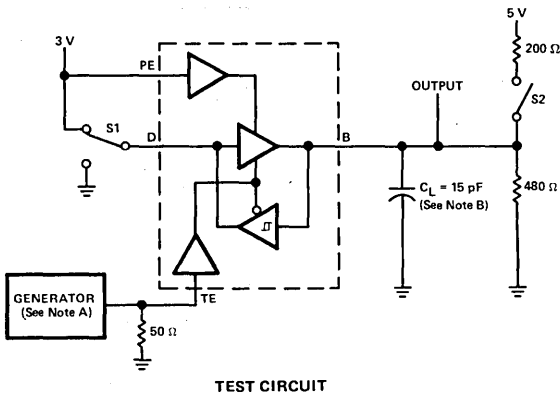 5 V
3 V
200 Ω
PE
OUTPUT
S2
S1
D
B
CL = 15 pF
(See Note B)
480 Ω
GENERATOR
(See Note A)
TE
50 Ω
TEST CIRCUIT